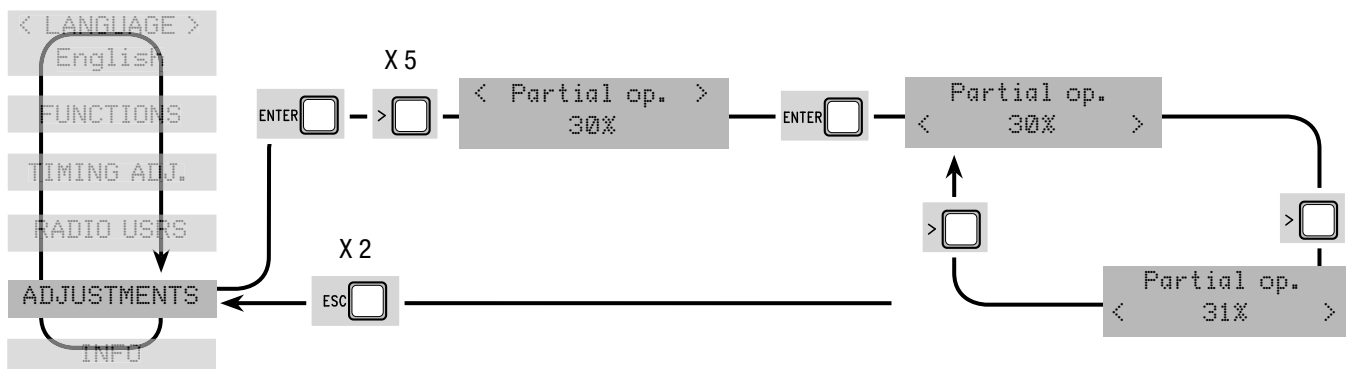 < LANGUAGE >
English
FUNCTIONS
TIMING ADJ.
RADIO USRS
ADJUSTMENTS
INFO
ENTER
X 5
>
< Partial op. >
30%
ENTER
Partial op.
< 30% >
>
>
Partial op.
< 31% >
X 2
ESC